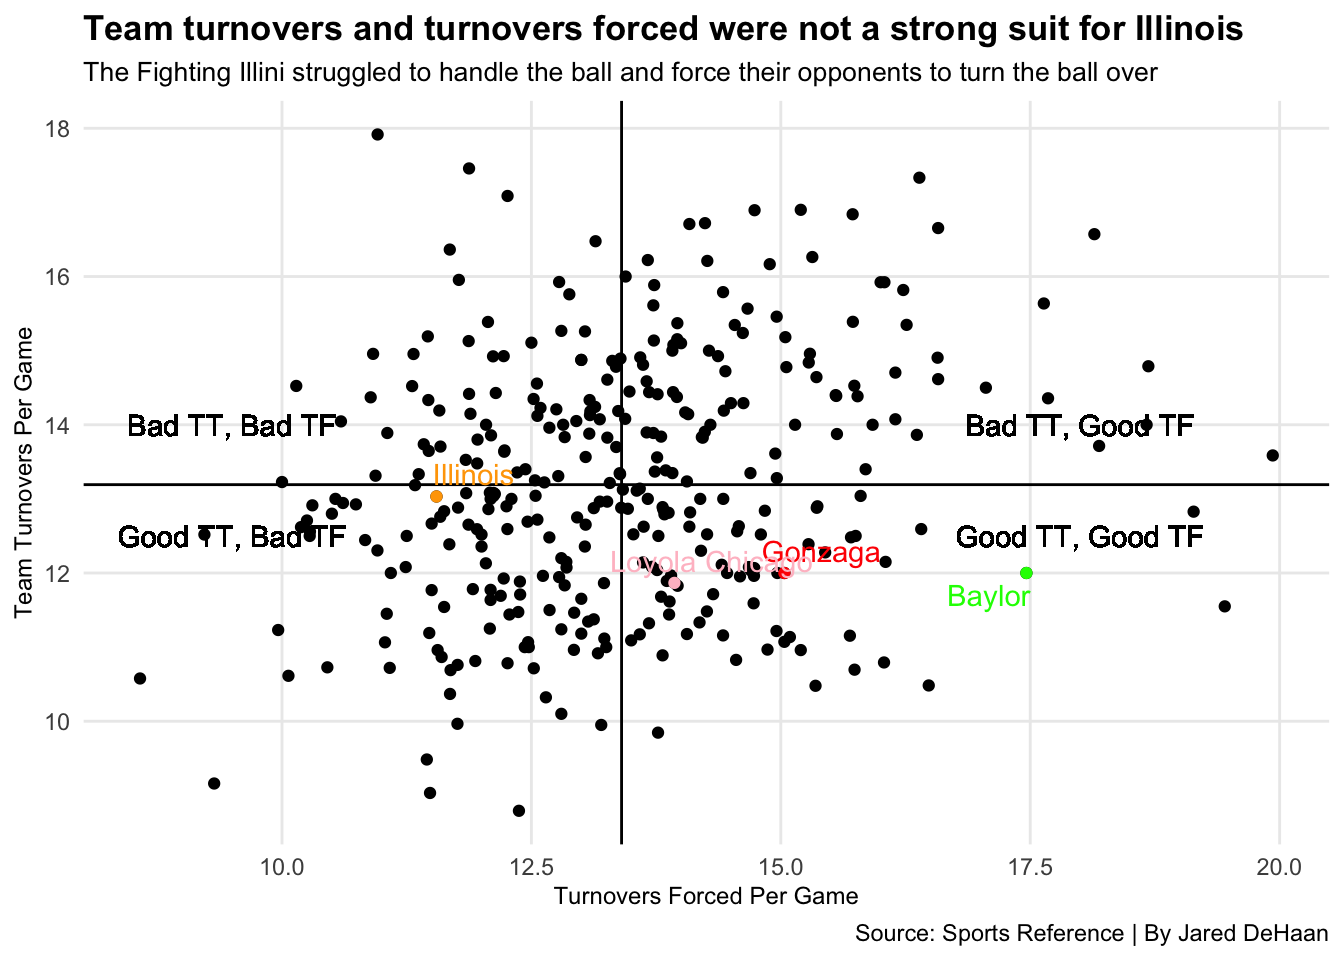 Team turnovers and turnovers forced were not a strong suit for Illinois
The Fighting Illini struggled to handle the ball and force their opponents to turn the ball over
18
16
14
12
10
Team Turnovers Per Game
Bad TT, Bad TF
Bad TT, Good TF
Illinois
Good TT, Bad TF
Good TT, Good TF
Gonzaga
Loyola Chicago
Baylor
10.0
12.5
15.0
17.5
20.0
Turnovers Forced Per Game
Source: Sports Reference | By Jared DeHaan